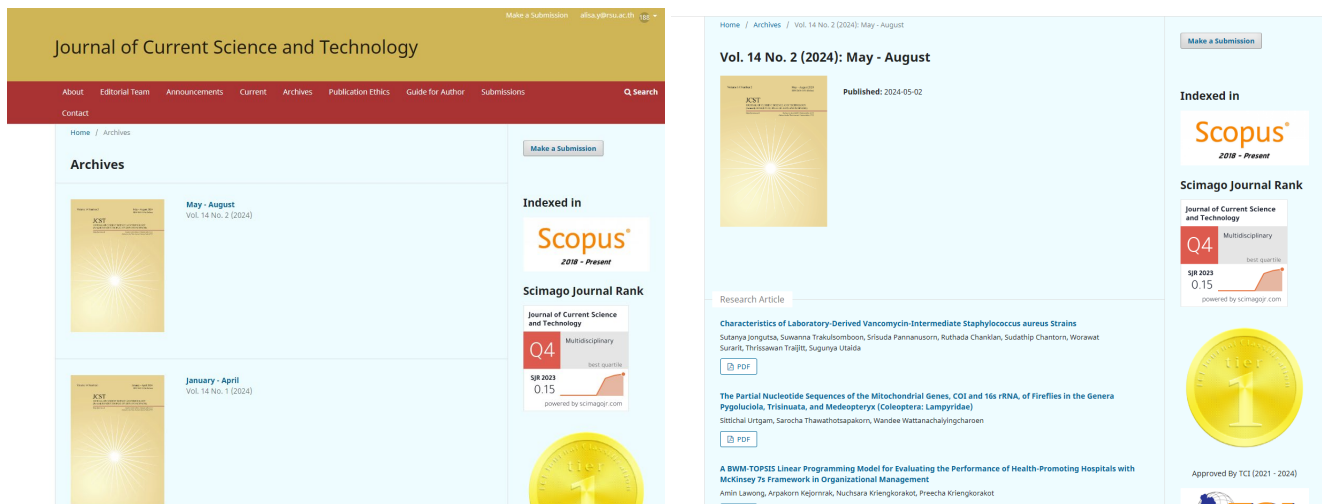 Make a Submission alisa.y@rsu.ac.th 188
Journal of Current Science and Technology
About Editorial Team Announcements Current Archives Publication Ethics Guide for Author Submissions Search
Contact
Home / Archives
Archives
JCST
May - August
Vol. 14 No. 2 (2024)
JCST
January - April
Vol. 14 No. 1 (2024)
Make a Submission
Indexed in
Scopus
2018 - Present
Scimago Journal Rank
Journal of Current Science
and Technology
Q4
Multidisciplinary
best quartile
SJR 2023
0.15
powered by scimagojr.com
tier
Home / Archives / Vol. 14 No. 2 (2024): May - August
Vol. 14 No. 2 (2024): May - August
JCST
Published: 2024-05-02
Research Article
Characteristics of Laboratory-Derived Vancomycin-Intermediate Staphylococcus aureus Strains
Sutanya Jongutsa, Suwanna Trakulsomboon, Srisuda Pannanusorn, Ruthada Chanklan, Sudathip Chantorn, Worawat
Surarit, Thrissawan Traijitt, Sugunya Utaida
PDF
The Partial Nucleotide Sequences of the Mitochondrial Genes, COI and 16s rRNA, of Fireflies in the Genera
Pygoluciola, Trisinuata, and Medeopteryx (Coleoptera: Lampyridae)
Sittichai Urtgam, Sarocha Thawathotsapakorn, Wandee Wattanachaiyingcharoen
PDF
A BWM-TOPSIS Linear Programming Model for Evaluating the Performance of Health-Promoting Hospitals with
McKinsey 7s Framework in Organizational Management
Amin Lawong, Arpakorn Kejornrak, Nuchsara Kriengkorakot, Preecha Kriengkorakot
Make a Submission
Indexed in
Scopus
2018 - Present
Scimago Journal Rank
Journal of Current Science
and Technology
Q4
Multidisciplinary
best quartile
SJR 2023
0.15
powered by scimagojr.com
tier
1
Approved By TCI (2021 - 2024)